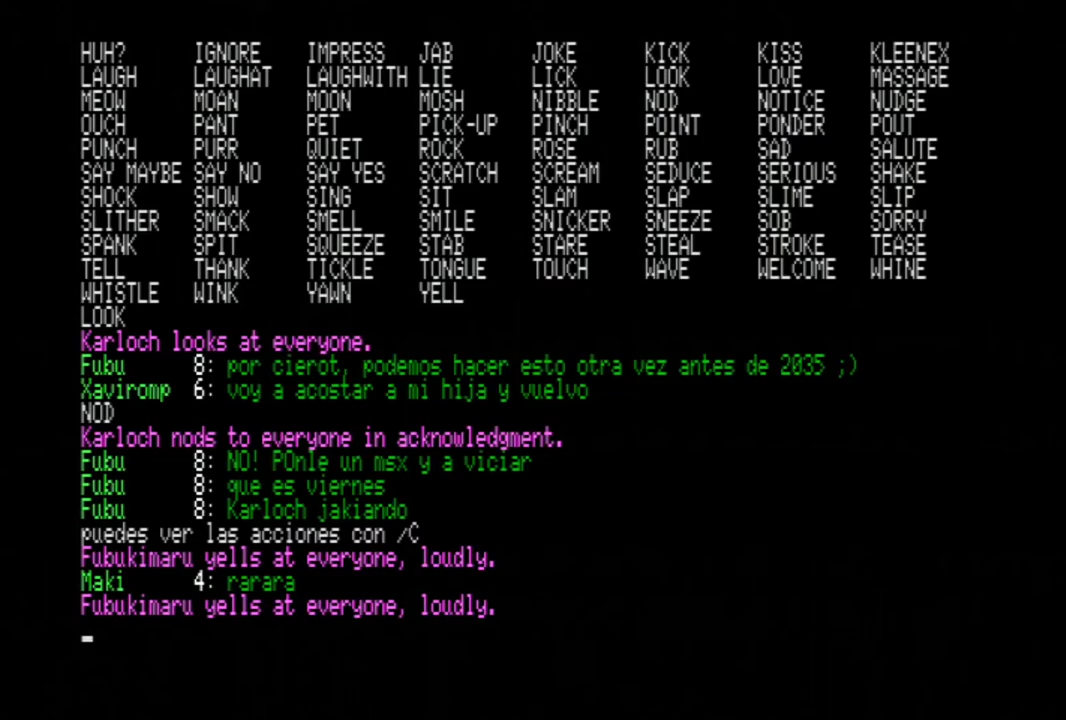 HUH? IGNORE IMPRESS JAB JOKE KICK KISS KLEENEX
LAUGH LAUGHAT LAUGHWITH LIE LICK LOOK LOVE MASSAGE
MEOW MOAN MOON MOSH NIBBLE NOD NOTICE NUDGE
OUCH PANT PET PICK-UP PINCH POINT PONDER POUT
PUNCH PURR QUIET ROCK ROSE RUB SAD SALUTE
SAY MAYBE SAY NO SAY YES SCRATCH SCREAM SEDUCE SERIOUS SHAKE
SHOCK SHOW SING SIT SLAM SLAP SLIME SLIP
SLITHER SMACK SMELL SMILE SNICKER SNEEZE SOB SORRY
SPANK SPIT SQUEEZE STAB STARE STEAL STROKE TEASE
TELL THANK TICKLE TONGUE TOUCH WAVE WELCOME WHINE
WHISTLE WINK YAWN YELL
LOOK
Karloch looks at everyone.
Fubu 8: por cierot, podemos hacer esto otra vez antes de 2035 ;)
Xaviromp 6: voy a acostar a mi hija y vuelvo
NOD
Karloch nods to everyone in acknowledgment.
Fubu 8: NO! POnle un msx y a viciar
Fubu 8: que es viernes
Fubu 8: Karloch jakiando
puedes ver las acciones con /C
Fubukimaru yells at everyone, loudly.
Maki 4: rarara
Fubukimaru yells at everyone, loudly.